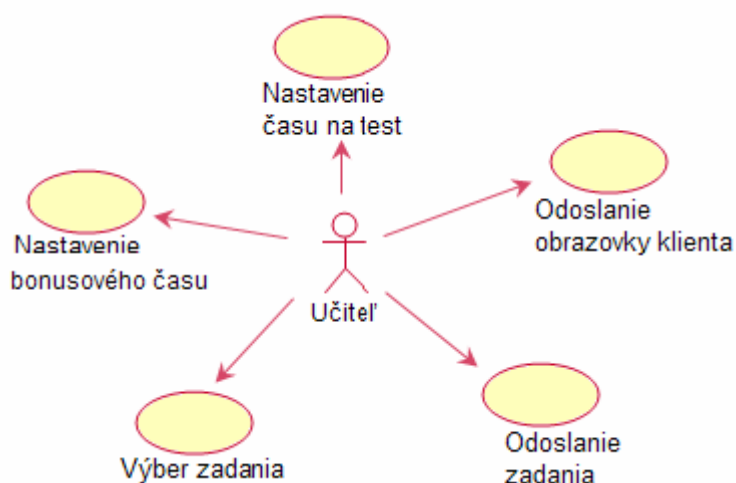 Nastavenie
času na test
Odoslanie
obrazovky klienta
Nastavenie
bonusového času
Učiteľ
Výber zadania
Odoslanie
zadania